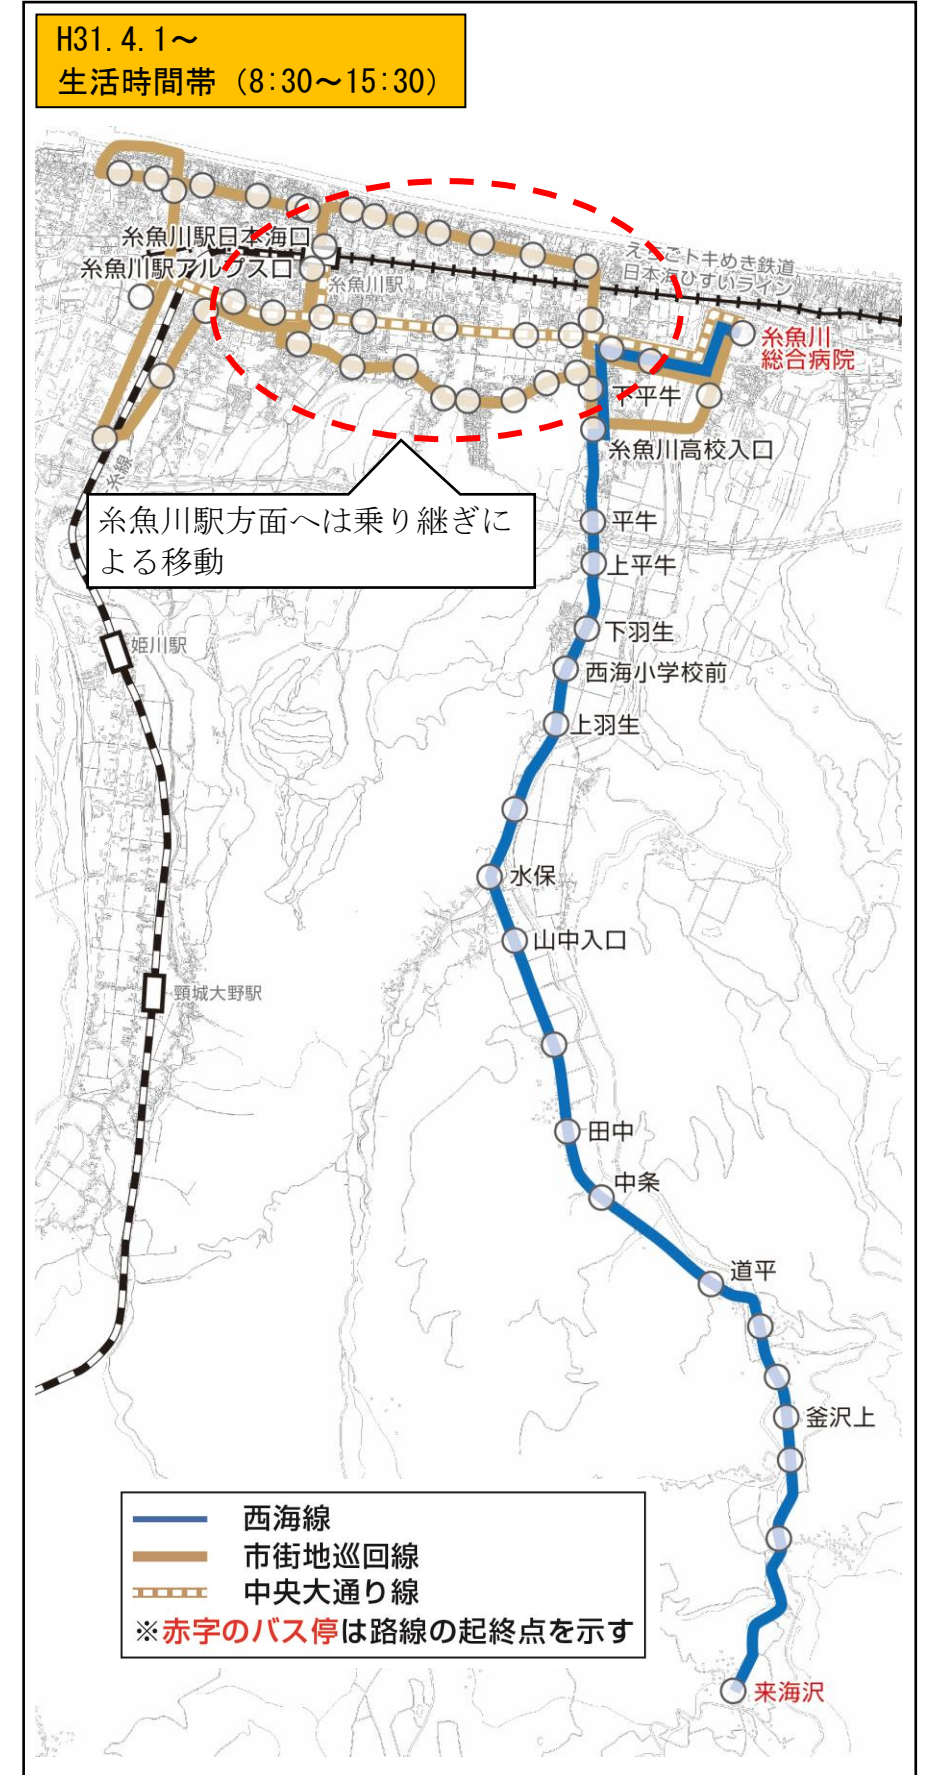 H31.4.1～
生活時間帯（8:30～15:30）
糸魚川駅日本海口
糸魚川駅アルプス口
糸魚川駅
えちごトキめき鉄道
日本海ひすいライン
糸魚川
総合病院
下平牛
糸魚川高校入口
糸線
糸魚川駅方面へは乗り継ぎに
よる移動
平牛
上平牛
下羽生
姫川駅
西海小学校前
上羽生
水保
山中入口
頸城大野駅
田中
中条
道平
釜沢上
西海線
市街地巡回線
中央大通り線
※赤字のバス停は路線の起終点を示す
来海沢